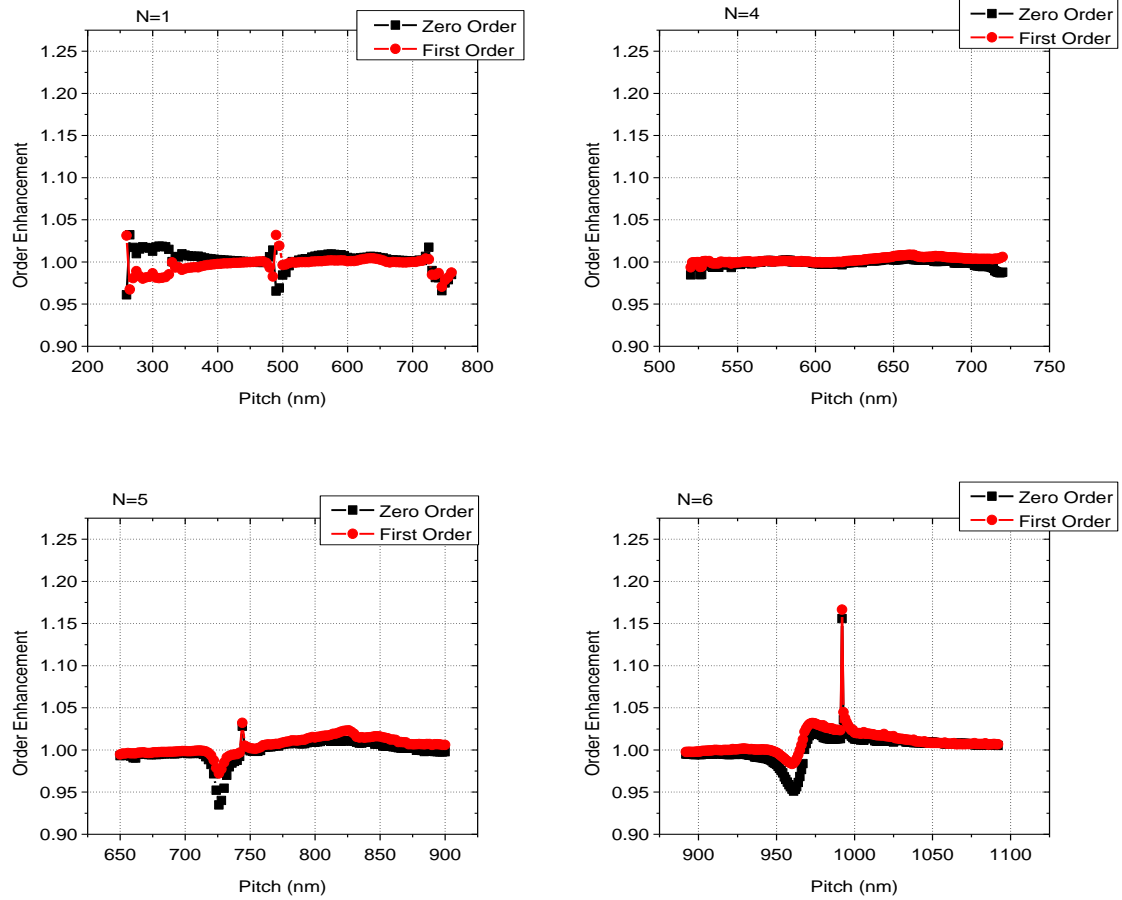 N=1
Zero Order
First Order
1.25
1.20
1.15
1.10
1.05
1.00
0.95
0.90
Order Enhancement
200 300 400 500 600 700 800
Pitch (nm)
N=4
Zero Order
First Order
1.25
1.20
1.15
1.10
1.05
1.00
0.95
0.90
Order Enhancement
500 550 600 650 700 750
Pitch (nm)
N=5
Zero Order
First Order
1.25
1.20
1.15
1.10
1.05
1.00
0.95
0.90
Order Enhancement
650 700 750 800 850 900
Pitch (nm)
N=6
Zero Order
First Order
1.25
1.20
1.15
1.10
1.05
1.00
0.95
0.90
Order Enhancement
900 950 1000 1050 1100
Pitch (nm)